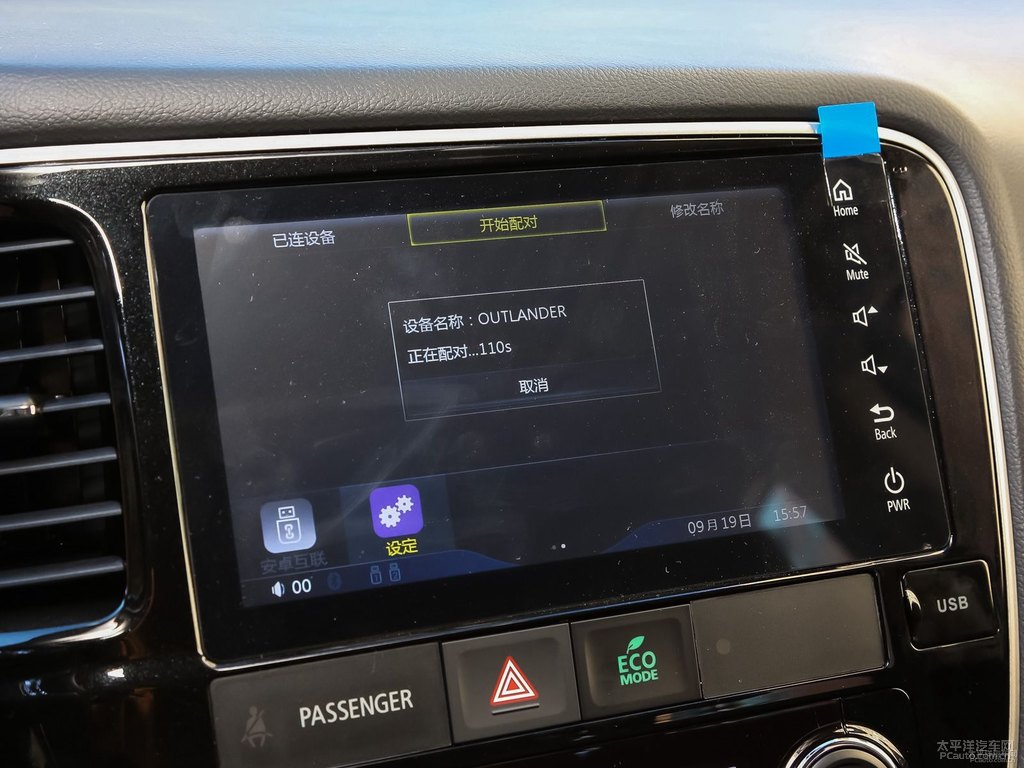 已连设备
开始配对
修改名称
设备名称：OUTLANDER
正在配对...110s
取消
安卓互联
设定
00
1 2
09月19日 15:57
Home
Mute
Back
PWR
USB
PASSENGER
ECO
MODE
太平洋汽车网
PCauto.com.cn